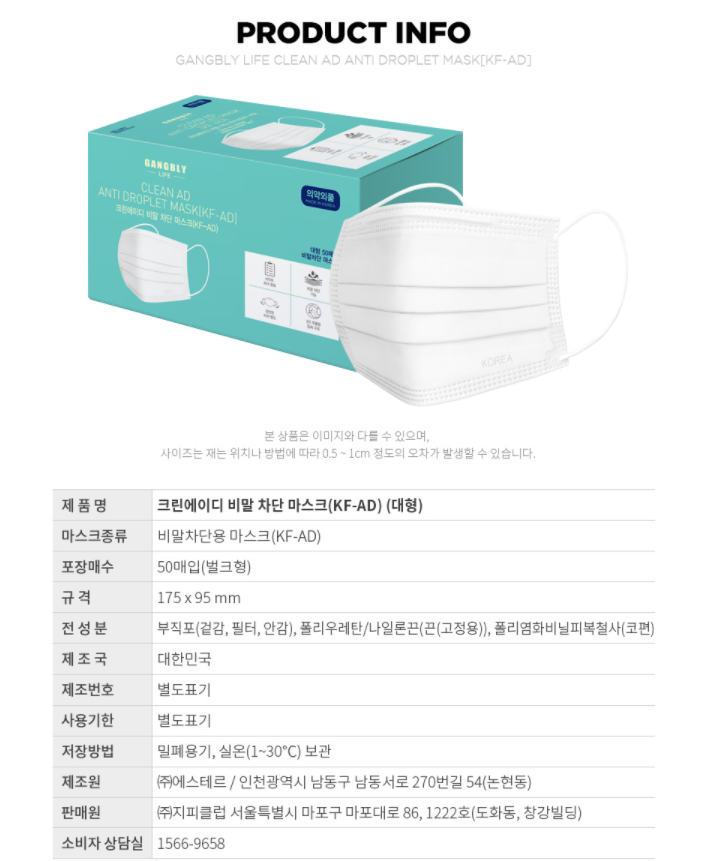 PRODUCT INFO
GANGBLY LIFE CLEAN AD ANTI DROPLET MASK[KF-AD]
GANGBLY
LIFE
CLEAN AD
ANTI DROPLET MASK[KF-AD]
크린에이디 비말 차단 마스크(KF-AD)
의약외품
대형 50매
비말차단 마스
KOREA
본 상품은 이미지와 다를 수 있으며,
사이즈는 재는 위치나 방법에 따라 0.5 ~ 1cm 정도의 오차가 발생할 수 있습니다.
제 품 명 크린에이디 비말 차단 마스크(KF-AD) (대형)
마스크종류 비말차단용 마스크(KF-AD)
포장매수 50매입(벌크형)
규 격 175 x 95 mm
전 성 분 부직포(겉감, 필터, 안감), 폴리우레탄/나일론끈(끈(고정용)), 폴리염화비닐피복철사(코편)
제 조 국 대한민국
제조번호 별도표기
사용기한 별도표기
저장방법 밀폐용기, 실온(1~30℃) 보관
제조원 ㈜에스테르 / 인천광역시 남동구 남동서로 270번길 54(논현동)
판매원 ㈜지피클럽 서울특별시 마포구 마포대로 86, 1222호(도화동, 창강빌딩)
소비자 상담실 1566-9658